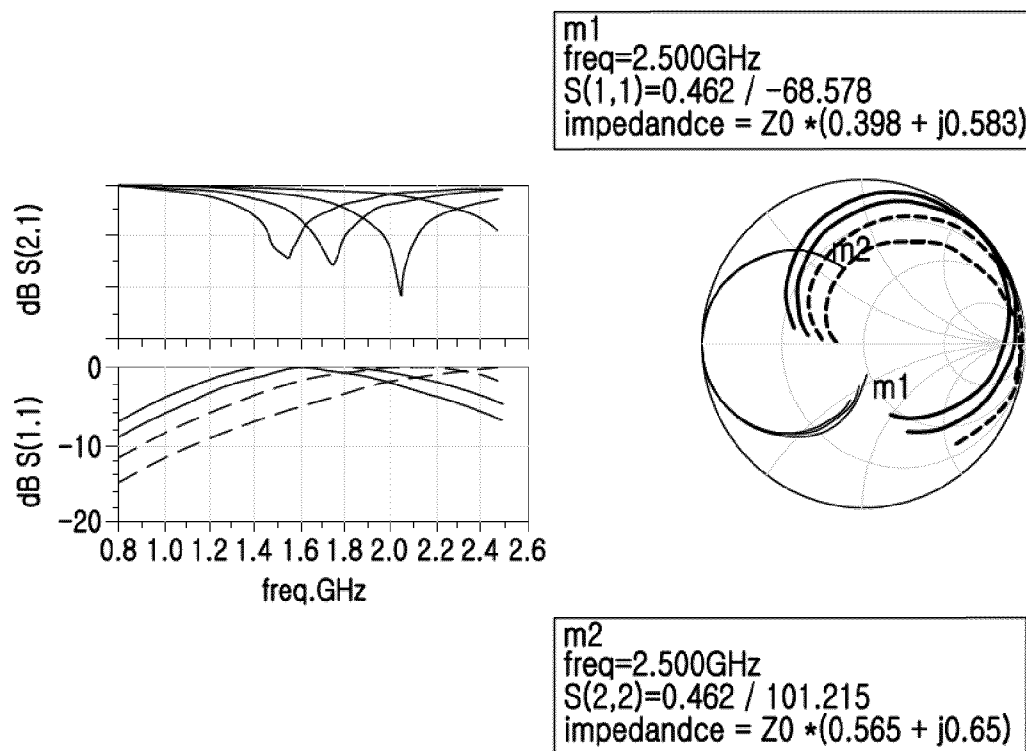 m1
freq=2.500GHz
S(1,1)=0.462 / -68.578
impedandce = Z0 *(0.398 + j0.583)
dB S(2.1)
m2
m1
dB S(1.1)
0
-10
-20
0.8 1.0 1.2 1.4 1.6 1.8 2.0 2.2 2.4 2.6
freq.GHz
m2
freq=2.500GHz
S(2,2)=0.462 / 101.215
impedandce = Z0 *(0.565 + j0.65)